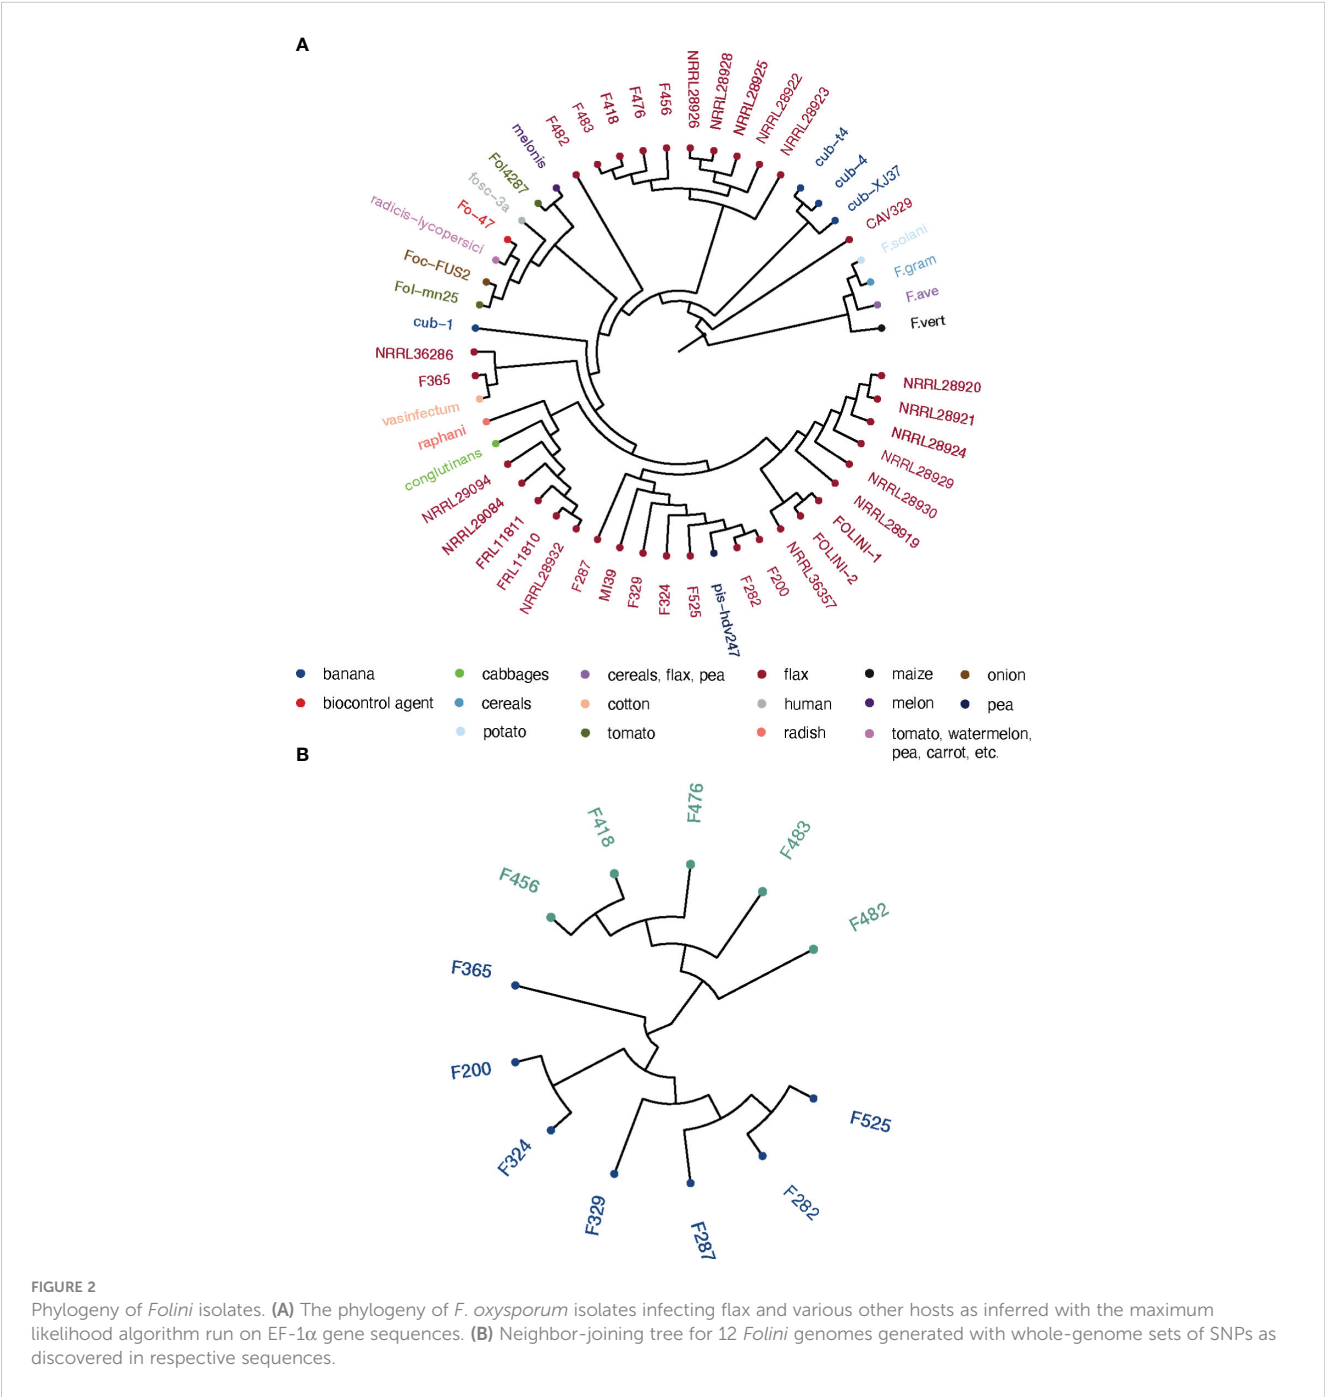 A
NRRL28926
NRRL28928
NRRL28925
NRRL28922
NRRL28923
F456
F476
F418
F483
F482
melonis
Fol4287
fosc-3a
Fo-47
radicis-lycopersici
Foc-FUS2
Fol-mn25
cub-1
NRRL36286
F365
vasinfectum
raphani
conglutinans
NRRL29094
NRRL29084
FRL11811
FRL11810
NRRL28932
F287
MI39
F329
F324
F525
pis-hdv247
F282
F200
NRRL36357
FOLINI-2
FOLINI-1
NRRL28919
NRRL28930
NRRL28929
NRRL28924
NRRL28921
NRRL28920
F.vert
F.ave
F.gram
F.solani
CAV329
cub-XJ37
cub-4
cub-t4
banana
cabbages
cereals, flax, pea
flax
maize
onion
biocontrol agent
cereals
cotton
human
melon
pea
potato
tomato
radish
tomato, watermelon,
pea, carrot, etc.
B
F476
F418
F483
F456
F482
F365
F200
F324
F329
F287
F282
F525
FIGURE 2
Phylogeny of Folini isolates. (A) The phylogeny of F. oxysporum isolates infecting flax and various other hosts as inferred with the maximum
likelihood algorithm run on EF-1α gene sequences. (B) Neighbor-joining tree for 12 Folini genomes generated with whole-genome sets of SNPs as
discovered in respective sequences.